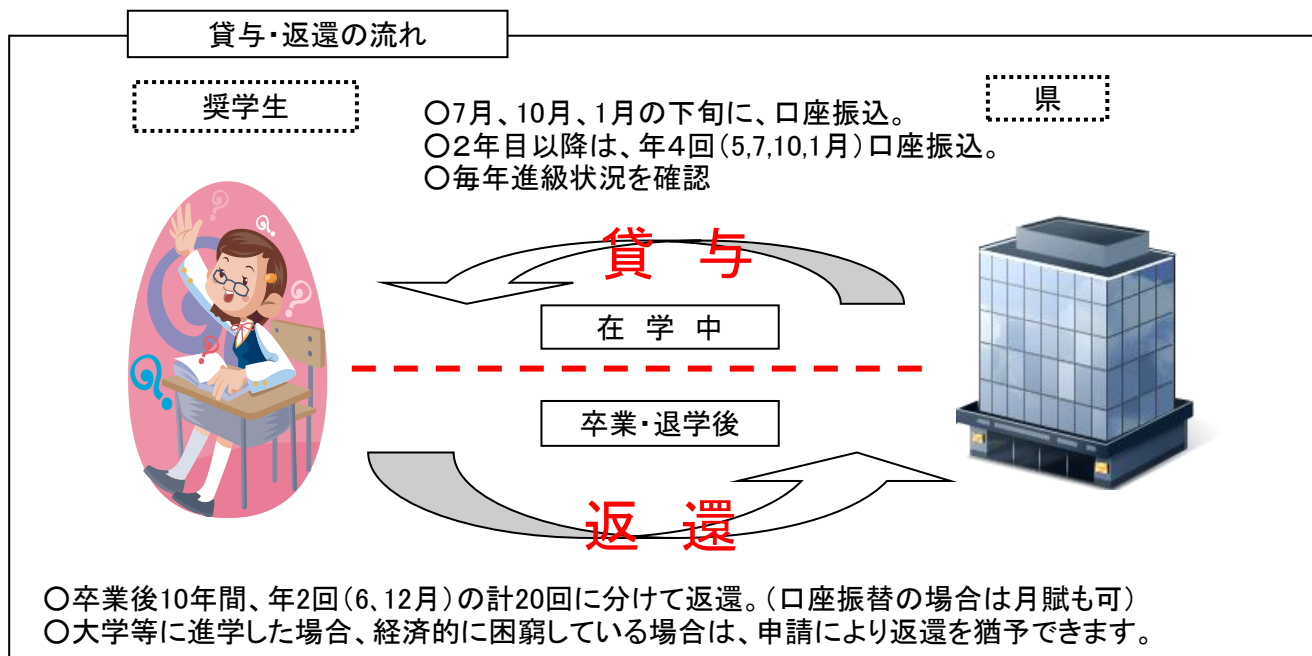 貸与・返還の流れ
奨学生
県
○7月、10月、1月の下旬に、口座振込。
○２年目以降は、年４回（5,7,10,1月）口座振込。
○毎年進級状況を確認
貸　与
在　学　中
卒業・退学後
返　還
○卒業後10年間、年2回（6、12月）の計20回に分けて返還。（口座振替の場合は月賦も可）
○大学等に進学した場合、経済的に困窮している場合は、申請により返還を猶予できます。